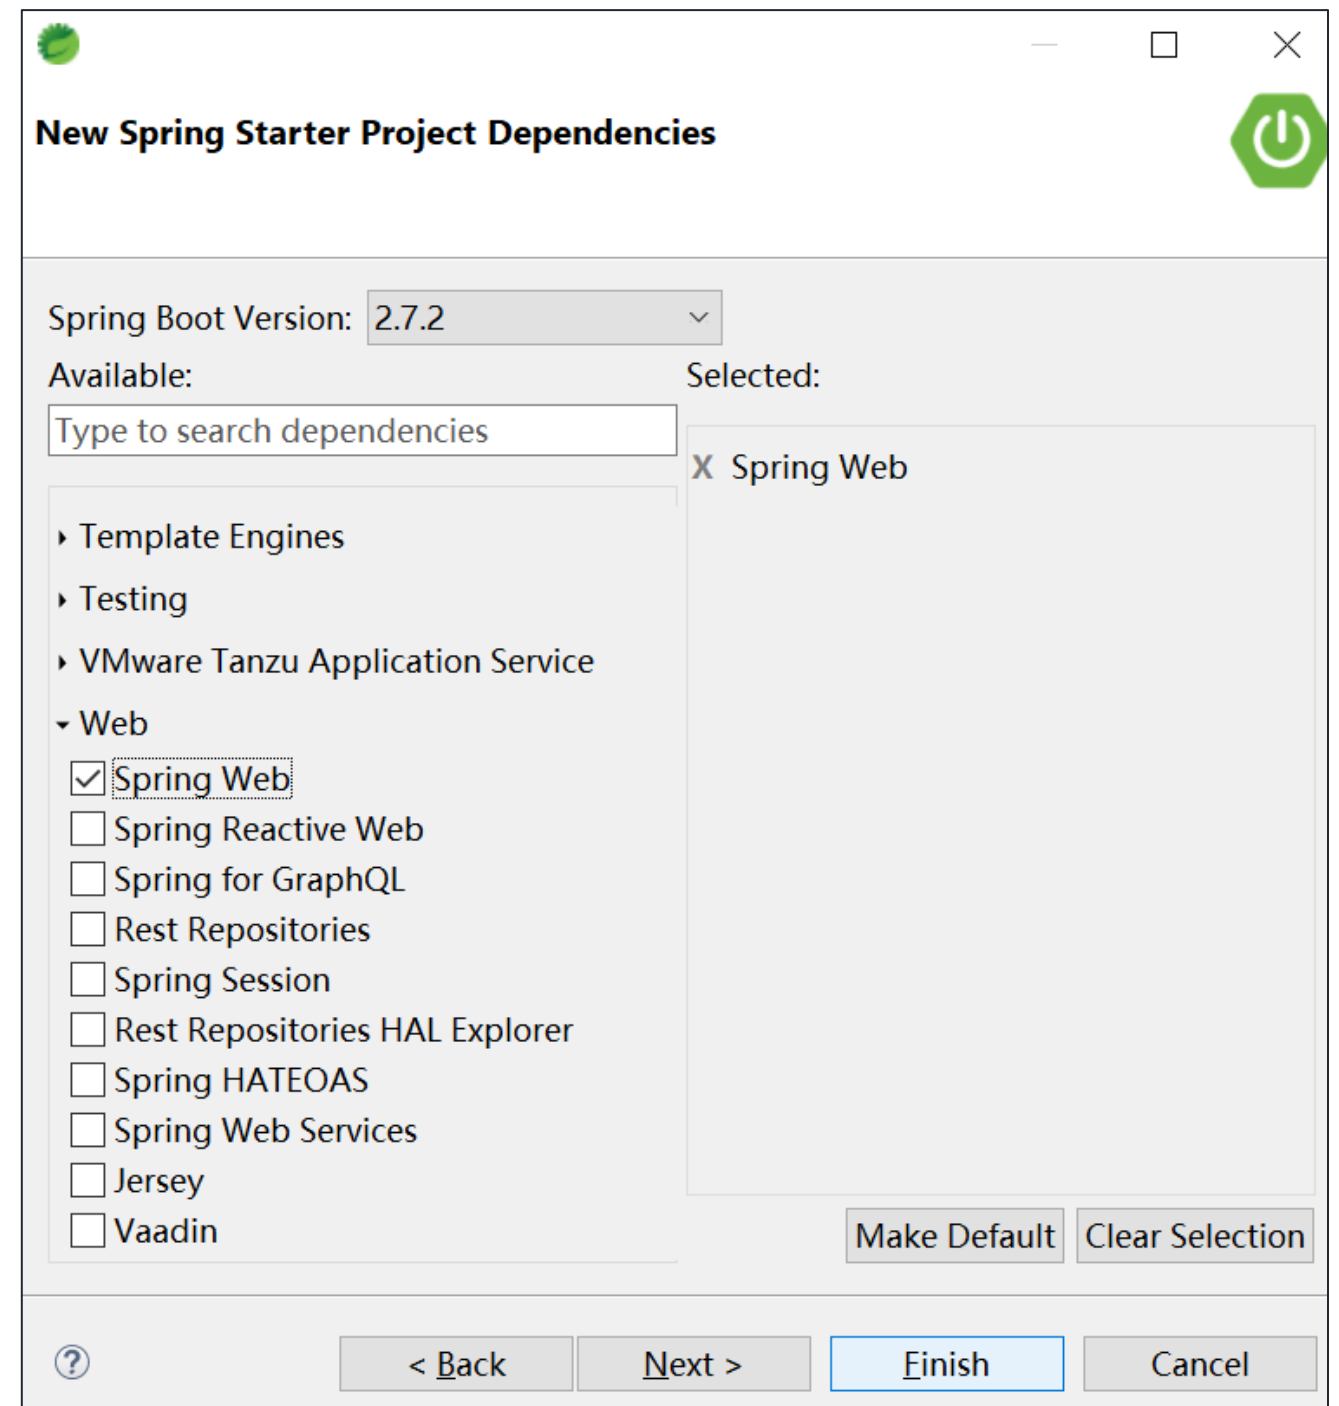 New Spring Starter Project Dependencies
Spring Boot Version: 2.7.2
Available:
Selected:
Type to search dependencies
X Spring Web
Template Engines
Testing
VMware Tanzu Application Service
Web
Spring Web
Spring Reactive Web
Spring for GraphQL
Rest Repositories
Spring Session
Rest Repositories HAL Explorer
Spring HATEOAS
Spring Web Services
Jersey
Vaadin
Make Default Clear Selection
? < Back Next > Finish Cancel